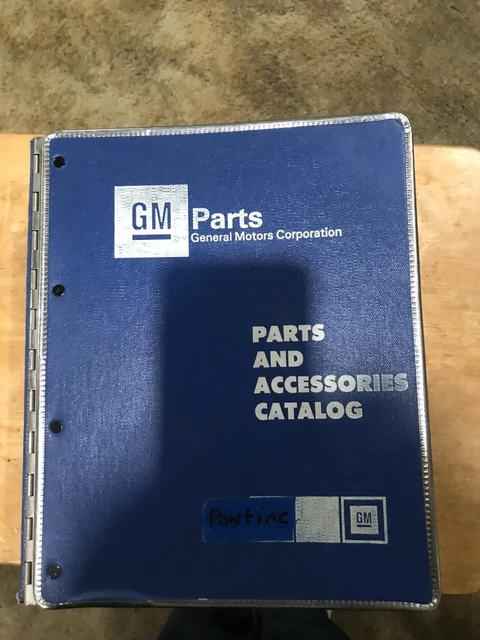 GM Parts
General Motors Corporation
PARTS
AND
ACCESSORIES
CATALOG
PONTIAC
GM